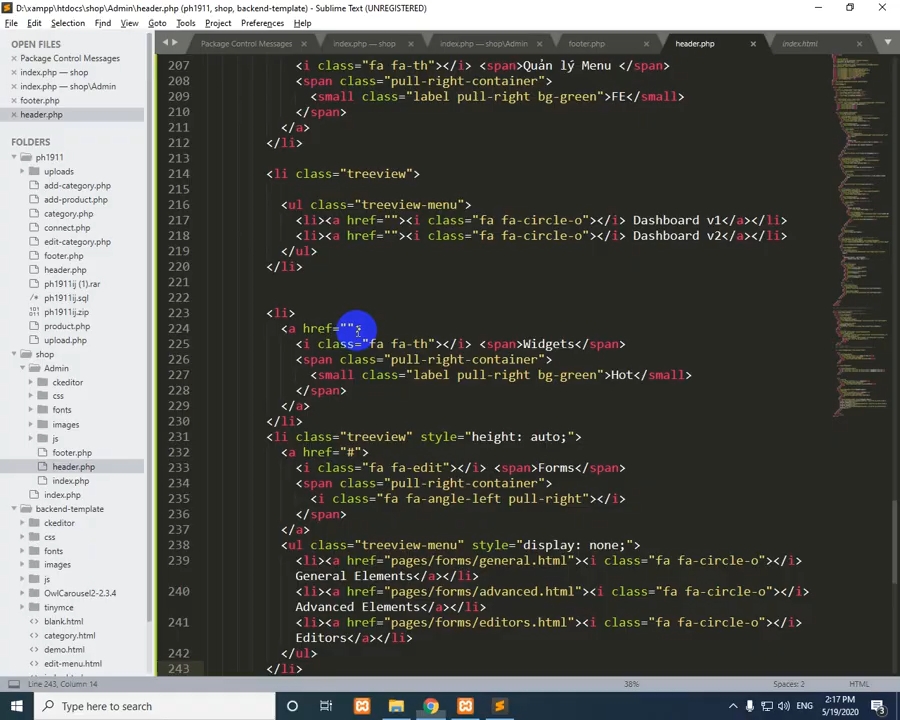 D:\xampp\htdocs\shop\Admin\header.php (ph1911, shop, backend-template) - Sublime Text (UNREGISTERED)
File Edit Selection Find View Goto Tools Project Preferences Help
OPEN FILES
Package Control Messages
index.php — shop
index.php — shop\Admin
footer.php
header.php
FOLDERS
ph1911
uploads
add-category.php
add-product.php
category.php
connect.php
edit-category.php
footer.php
header.php
ph1911ij (1).rar
ph1911ij.sql
ph1911ij.zip
product.php
upload.php
shop
Admin
ckeditor
css
fonts
images
js
footer.php
header.php
index.php
index.php
backend-template
ckeditor
css
fonts
images
js
OwlCarousel2-2.3.4
tinymce
blank.html
category.html
demo.html
edit-menu.html
Package Control Messages index.php — shop index.php — shop\Admin footer.php header.php index.html
207 <i class="fa fa-th"></i> <span>Quản lý Menu </span>
208 <span class="pull-right-container">
209 <small class="label pull-right bg-green">FE</small>
210 </span>
211 </a>
212 </li>
213
214 <li class="treeview">
215
216 <ul class="treeview-menu">
217 <li><a href=""><i class="fa fa-circle-o"></i> Dashboard v1</a></li>
218 <li><a href=""><i class="fa fa-circle-o"></i> Dashboard v2</a></li>
219 </ul>
220 </li>
221
222
223 <li>
224 <a href="">
225 <i class="fa fa-th"></i> <span>Widgets</span>
226 <span class="pull-right-container">
227 <small class="label pull-right bg-green">Hot</small>
228 </span>
229 </a>
230 </li>
231 <li class="treeview" style="height: auto;">
232 <a href="#">
233 <i class="fa fa-edit"></i> <span>Forms</span>
234 <span class="pull-right-container">
235 <i class="fa fa-angle-left pull-right"></i>
236 </span>
237 </a>
238 <ul class="treeview-menu" style="display: none;">
239 <li><a href="pages/forms/general.html"><i class="fa fa-circle-o"></i>
General Elements</a></li>
240 <li><a href="pages/forms/advanced.html"><i class="fa fa-circle-o"></i>
Advanced Elements</a></li>
241 <li><a href="pages/forms/editors.html"><i class="fa fa-circle-o"></i>
Editors</a></li>
242 </ul>
243 </li>
Line 243, Column 14 38% Spaces: 2 HTML
Type here to search
ENG
2:17 PM
5/19/2020
3